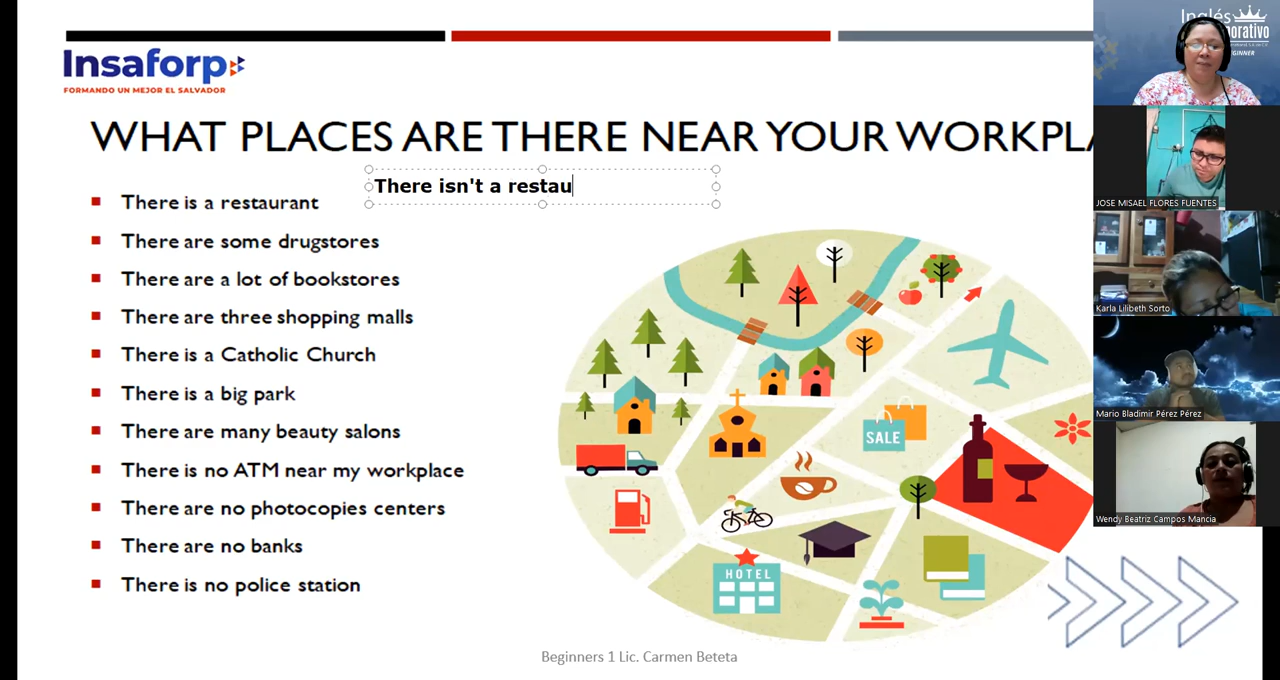 Insaforp
FORMANDO UN MEJOR EL SALVADOR
WHAT PLACES ARE THERE NEAR YOUR WORKPLA
There isn't a restau
There is a restaurant
There are some drugstores
There are a lot of bookstores
There are three shopping malls
There is a Catholic Church
There is a big park
There are many beauty salons
There is no ATM near my workplace
There are no photocopies centers
There are no banks
There is no police station
SALE
HOTEL
Beginners 1 Lic. Carmen Beteta
Inglés
JOSE MISAEL FLORES FUENTES
Karla Lilibeth Sorto
Mario Bladimir Pérez Pérez
Wendy Beatriz Campos Mancia